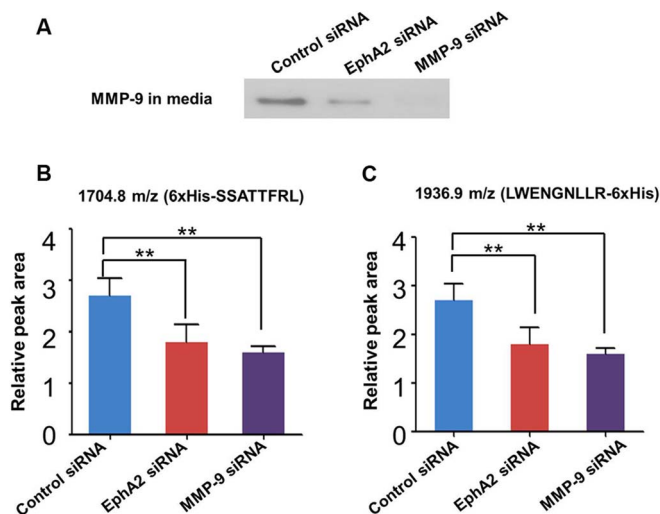 A
Control siRNA
EphA2 siRNA
MMP-9 siRNA
MMP-9 in media
B
1704.8 m/z (6xHis-SSATTFRL)
**
**
Relative peak area
4
3
2
1
0
Control siRNA
EphA2 siRNA
MMP-9 siRNA
C
1936.9 m/z (LWENGNLLR-6xHis)
**
**
Relative peak area
4
3
2
1
0
Control siRNA
EphA2 siRNA
MMP-9 siRNA